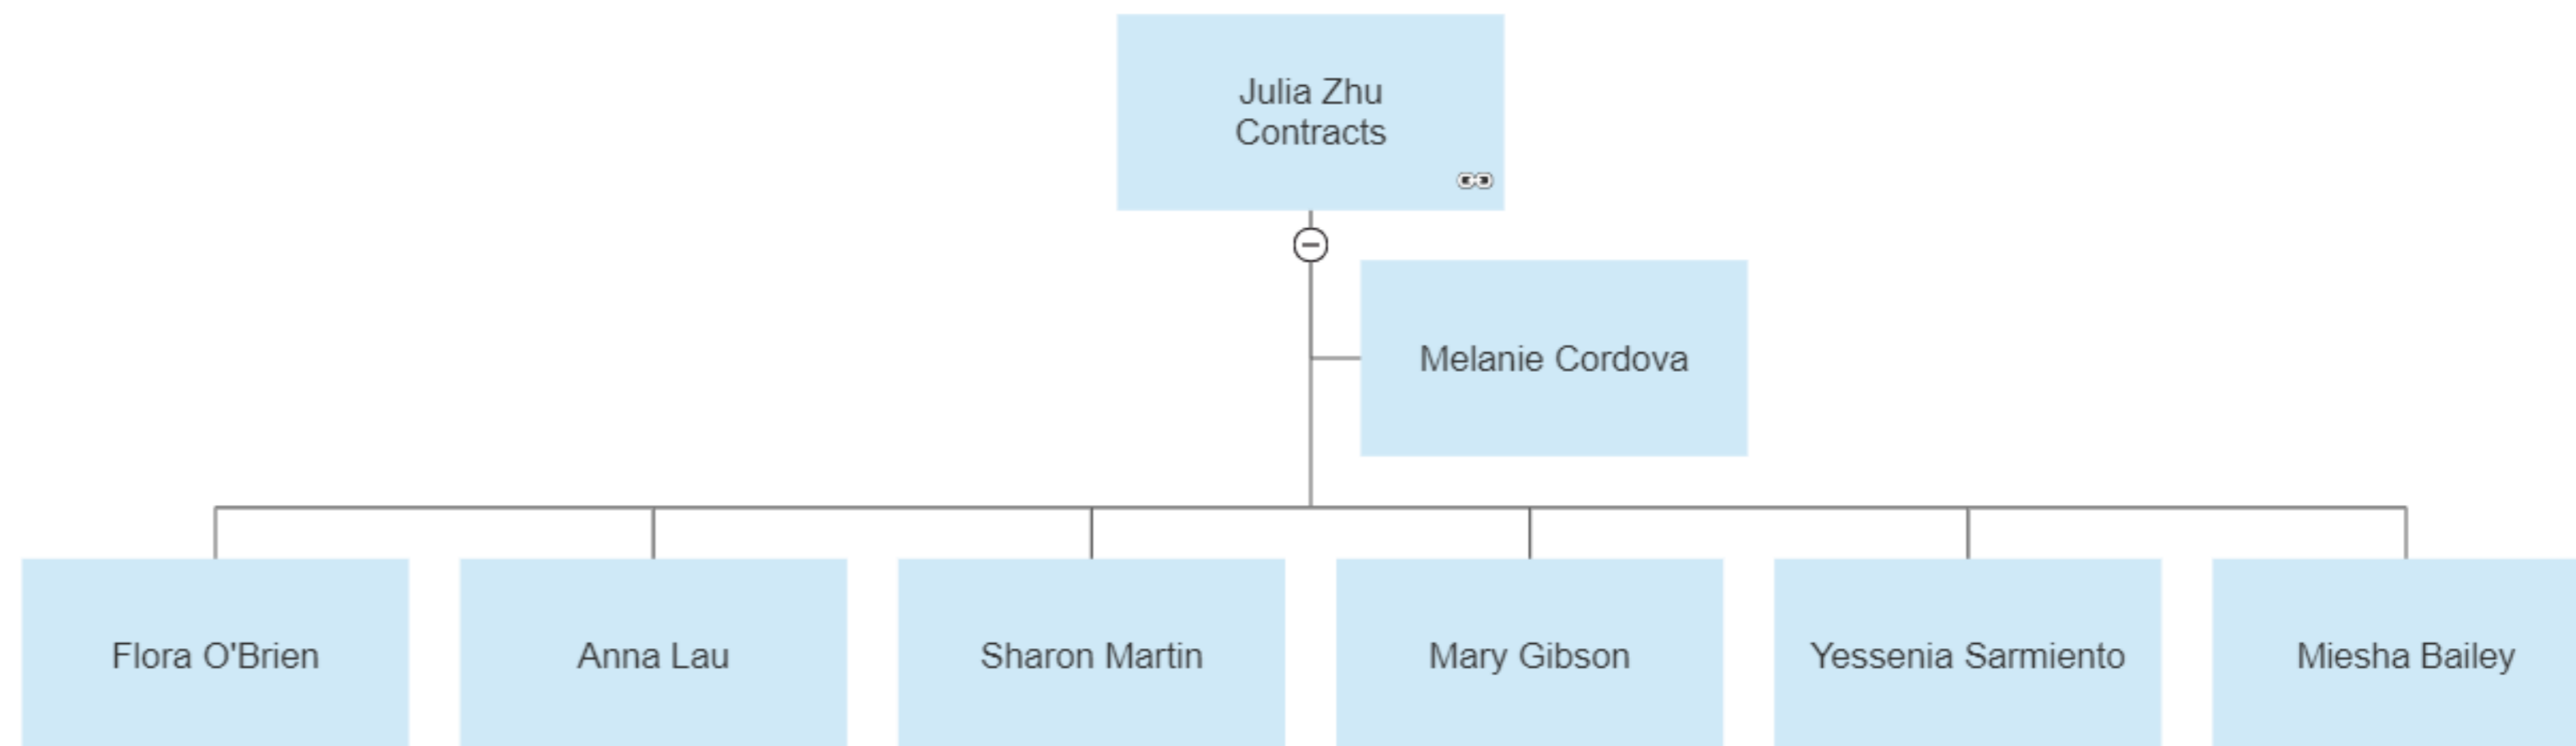 Julia Zhu
Contracts
Melanie Cordova
Flora O'Brien
Anna Lau
Sharon Martin
Mary Gibson
Yessenia Sarmiento
Miesha Bailey